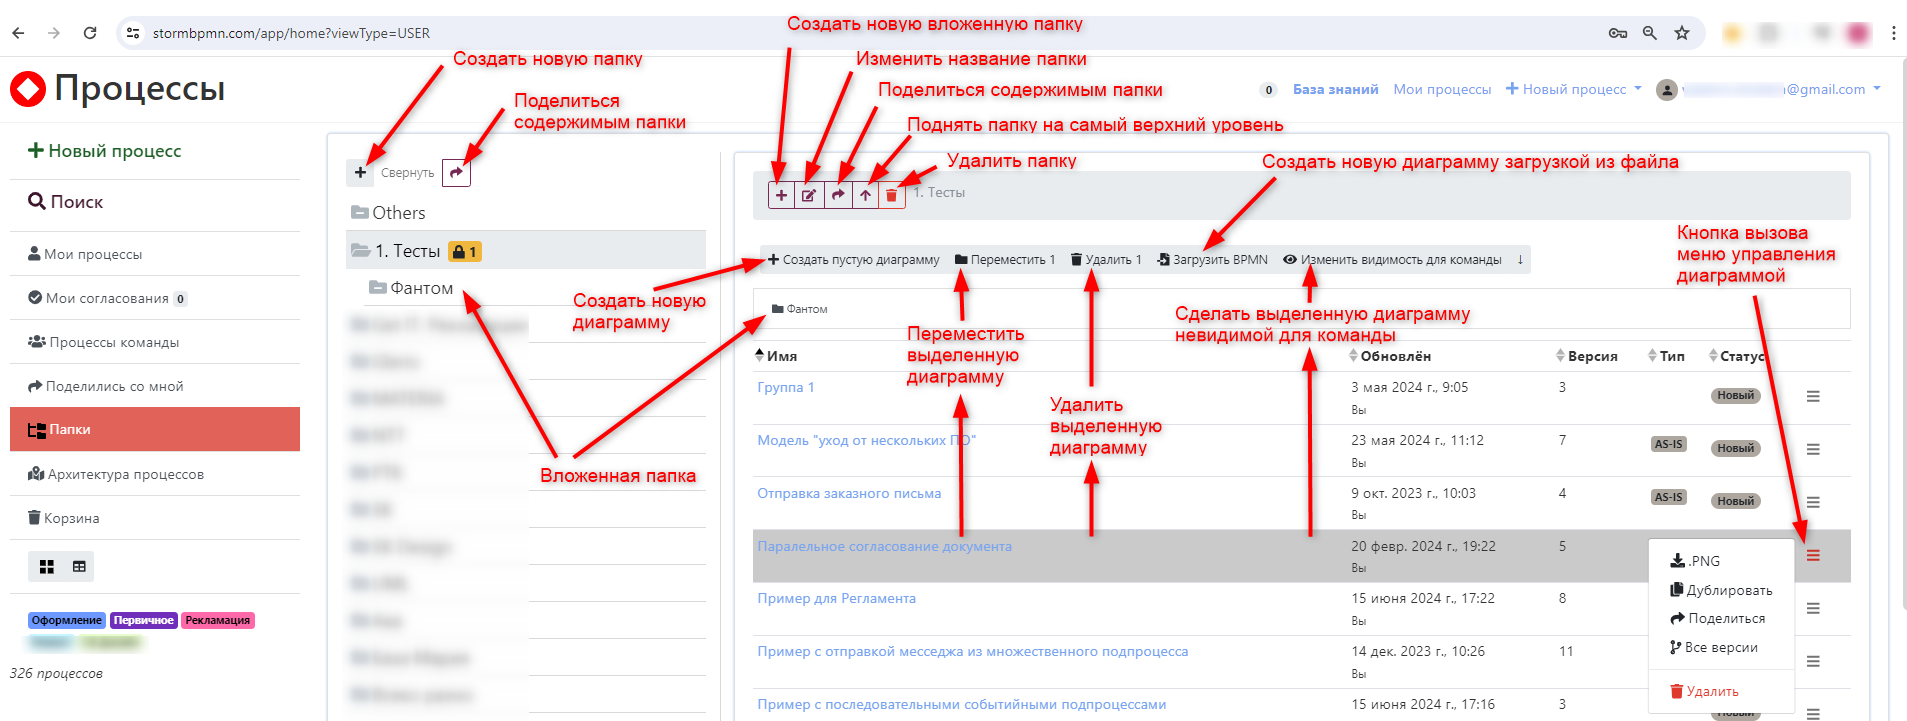 stormbpmn.com/app/home?viewType=USER
Создать новую вложенную папку
Создать новую папку
Изменить название папки
Процессы
Поделиться содержимым папки
0
База знаний
Мои процессы
Новый процесс
@gmail.com
Поделиться
содержимым папки
Поднять папку на самый верхний уровень
Новый процесс
Удалить папку
Создать новую диаграмму загрузкой из файла
Свернуть
1. Тесты
Поиск
Others
Кнопка вызова
меню управления
диаграммой
1. Тесты
1
Мои процессы
Создать пустую диаграмму
Переместить 1
Удалить 1
Загрузить BPMN
Изменить видимость для команды
↓
Фантом
Мои согласования 0
Создать новую
диаграмму
Фантом
Сделать выделенную диаграмму
невидимой для команды
Переместить
выделенную
диаграмму
Процессы команды
Имя
Обновлён
Версия
Тип
Статус
Поделились со мной
Группа 1
3 мая 2024 г., 9:05
Вы
3
Новый
Удалить
выделенную
диаграмму
Папки
Модель "уход от нескольких ПО"
23 мая 2024 г., 11:12
Вы
7
AS-IS
Новый
Архитектура процессов
Вложенная папка
Отправка заказного письма
9 окт. 2023 г., 10:03
Вы
4
AS-IS
Новый
Корзина
Паралельное согласование документа
20 февр. 2024 г., 19:22
Вы
5
.PNG
Дублировать
Поделиться
Все версии
Удалить
Пример для Регламента
15 июня 2024 г., 17:22
Вы
8
Оформление
Первичное
Рекламация
Пример с отправкой месседжа из множественного подпроцесса
14 дек. 2023 г., 10:26
Вы
11
326 процессов
Пример с последовательными событийными подпроцессами
15 июня 2024 г., 17:16
3